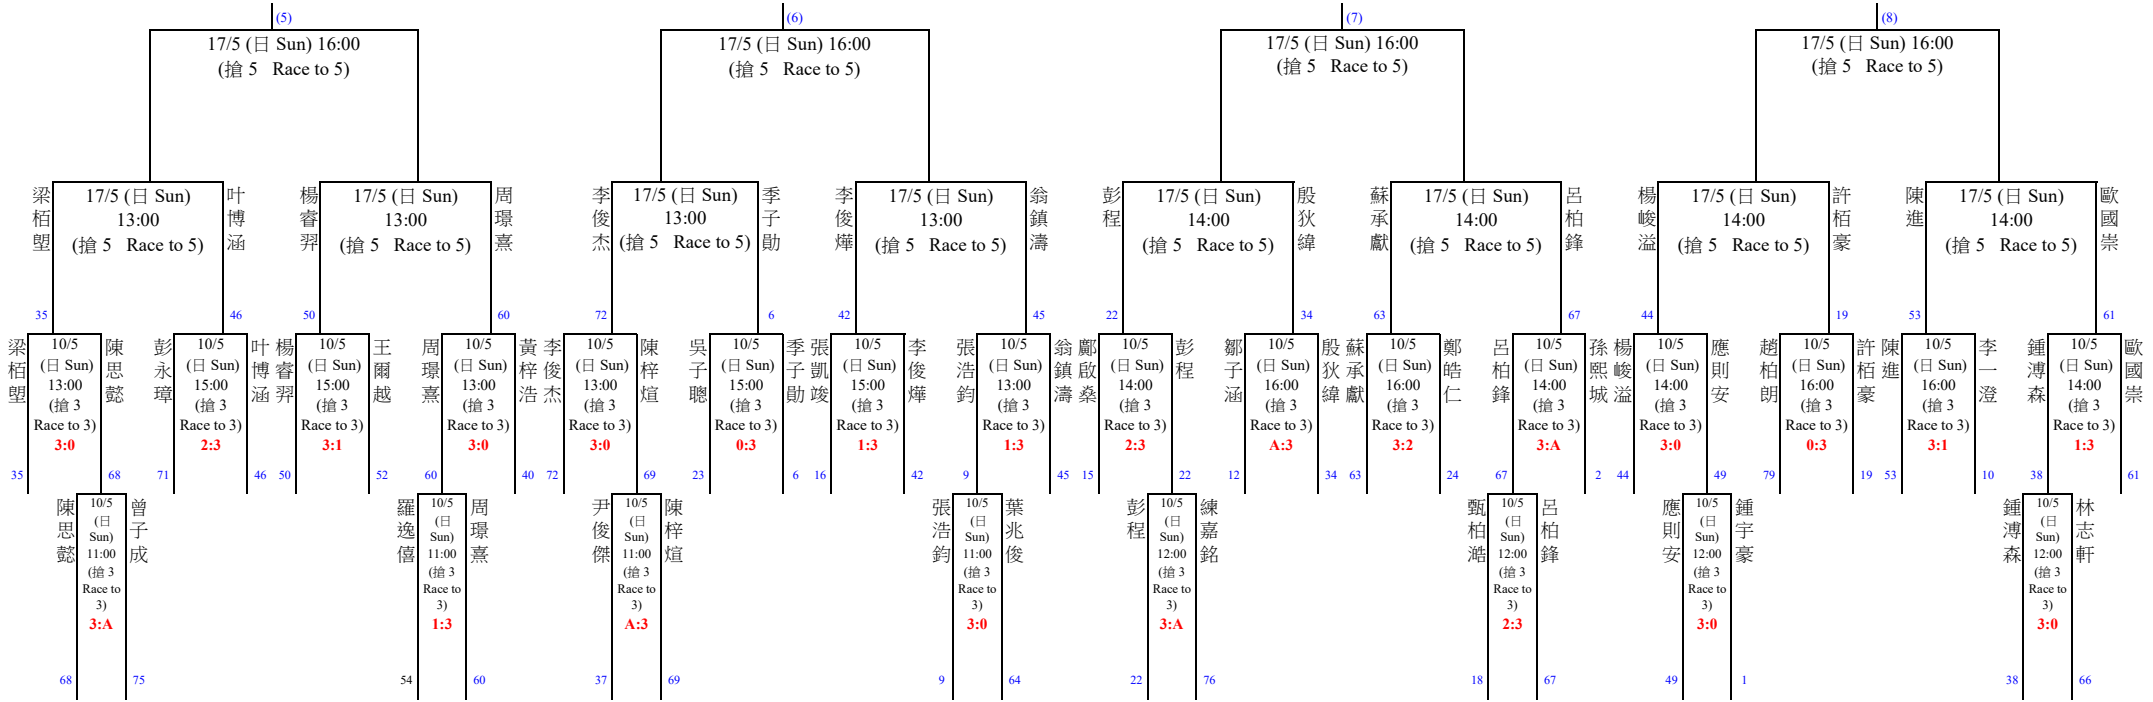 (5)
(6)
(7)
(8)
17/5 (日 Sun) 16:00
(搶 5 Race to 5)
17/5 (日 Sun) 16:00
(搶 5 Race to 5)
17/5 (日 Sun) 16:00
(搶 5 Race to 5)
17/5 (日 Sun) 16:00
(搶 5 Race to 5)
梁栢塱
17/5 (日 Sun)
13:00
(搶 5 Race to 5)
叶博涵
楊睿羿
17/5 (日 Sun)
13:00
(搶 5 Race to 5)
周璟熹
李俊杰
17/5 (日 Sun)
13:00
(搶 5 Race to 5)
季子勛
李俊燁
17/5 (日 Sun)
13:00
(搶 5 Race to 5)
翁鎮濤
彭程
17/5 (日 Sun)
14:00
(搶 5 Race to 5)
殷狄緯
蘇承獻
17/5 (日 Sun)
14:00
(搶 5 Race to 5)
呂柏鋒
楊峻溢
17/5 (日 Sun)
14:00
(搶 5 Race to 5)
許栢豪
陳進
17/5 (日 Sun)
14:00
(搶 5 Race to 5)
歐國崇
35
46
50
60
72
6
42
45
22
34
63
67
44
19
53
61
梁栢塱
10/5
(日 Sun)
13:00
(搶 3
Race to 3)
3:0
陳思懿
彭永璋
10/5
(日 Sun)
15:00
(搶 3
Race to 3)
2:3
叶博涵
楊睿羿
10/5
(日 Sun)
15:00
(搶 3
Race to 3)
3:1
王爾越
周璟熹
10/5
(日 Sun)
13:00
(搶 3
Race to 3)
3:0
黃梓浩
李俊杰
10/5
(日 Sun)
13:00
(搶 3
Race to 3)
3:0
陳梓煊
吳子聰
10/5
(日 Sun)
15:00
(搶 3
Race to 3)
0:3
季子勛
張凱竣
10/5
(日 Sun)
15:00
(搶 3
Race to 3)
1:3
李俊燁
張浩鈞
10/5
(日 Sun)
13:00
(搶 3
Race to 3)
1:3
翁鎮濤
鄺啟燊
10/5
(日 Sun)
14:00
(搶 3
Race to 3)
2:3
彭程
鄒子涵
10/5
(日 Sun)
16:00
(搶 3
Race to 3)
A:3
殷狄緯
蘇承獻
10/5
(日 Sun)
16:00
(搶 3
Race to 3)
3:2
鄭皓仁
呂柏鋒
10/5
(日 Sun)
14:00
(搶 3
Race to 3)
3:A
孫熙城
楊峻溢
10/5
(日 Sun)
14:00
(搶 3
Race to 3)
3:0
應則安
趙柏朗
10/5
(日 Sun)
16:00
(搶 3
Race to 3)
0:3
許栢豪
陳進
10/5
(日 Sun)
16:00
(搶 3
Race to 3)
3:1
李一澄
鍾溥森
10/5
(日 Sun)
14:00
(搶 3
Race to 3)
1:3
歐國崇
35
68
71
46
50
52
60
40
72
69
23
6
16
42
9
45
15
22
12
34
63
24
67
2
44
49
79
19
53
10
38
61
陳思懿
10/5
(日
Sun)
11:00
(搶 3
Race to
3)
3:A
曾子成
羅逸僖
10/5
(日
Sun)
11:00
(搶 3
Race to
3)
1:3
周璟熹
尹俊傑
10/5
(日
Sun)
11:00
(搶 3
Race to
3)
A:3
陳梓煊
張浩鈞
10/5
(日
Sun)
11:00
(搶 3
Race to
3)
3:0
葉兆俊
彭程
10/5
(日
Sun)
12:00
(搶 3
Race to
3)
3:A
練嘉銘
甄柏澔
10/5
(日
Sun)
12:00
(搶 3
Race to
3)
2:3
呂柏鋒
應則安
10/5
(日
Sun)
12:00
(搶 3
Race to
3)
3:0
鍾宇豪
鍾溥森
10/5
(日
Sun)
12:00
(搶 3
Race to
3)
3:0
林志軒
68
75
54
60
37
69
9
64
22
76
18
67
49
1
38
66